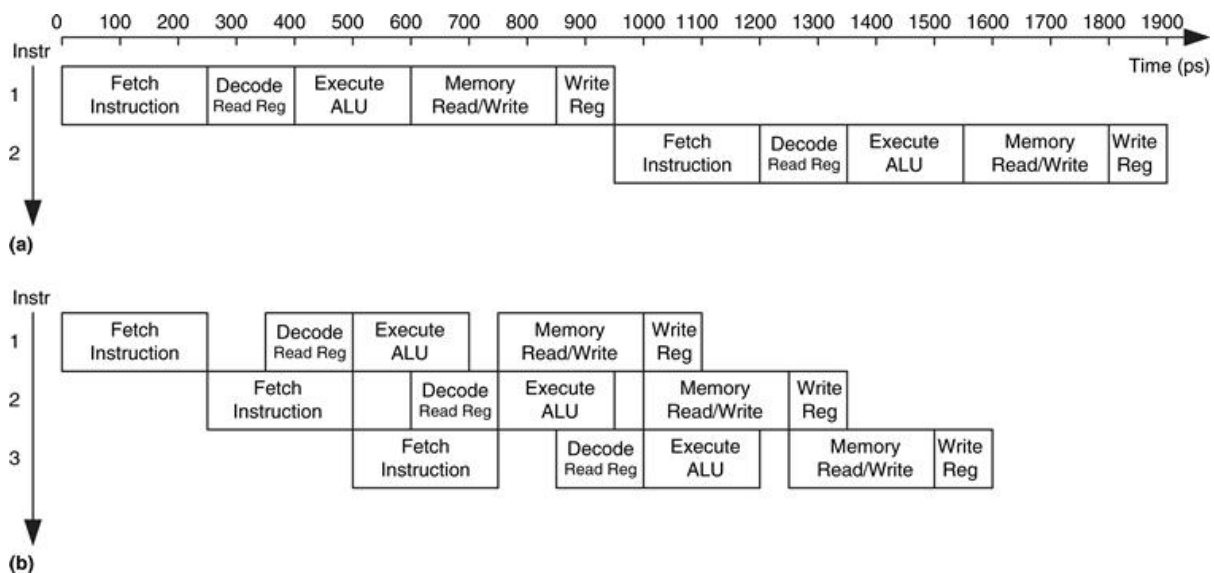 0 100 200 300 400 500 600 700 800 900 1000 1100 1200 1300 1400 1500 1600 1700 1800 1900
Instr
Time (ps)
1
Fetch
Instruction
Decode
Read Reg
Execute
ALU
Memory
Read/Write
Write
Reg
2
Fetch
Instruction
Decode
Read Reg
Execute
ALU
Memory
Read/Write
Write
Reg
(a)
Instr
1
Fetch
Instruction
Decode
Read Reg
Execute
ALU
Memory
Read/Write
Write
Reg
2
Fetch
Instruction
Decode
Read Reg
Execute
ALU
Memory
Read/Write
Write
Reg
3
Fetch
Instruction
Decode
Read Reg
Execute
ALU
Memory
Read/Write
Write
Reg
(b)